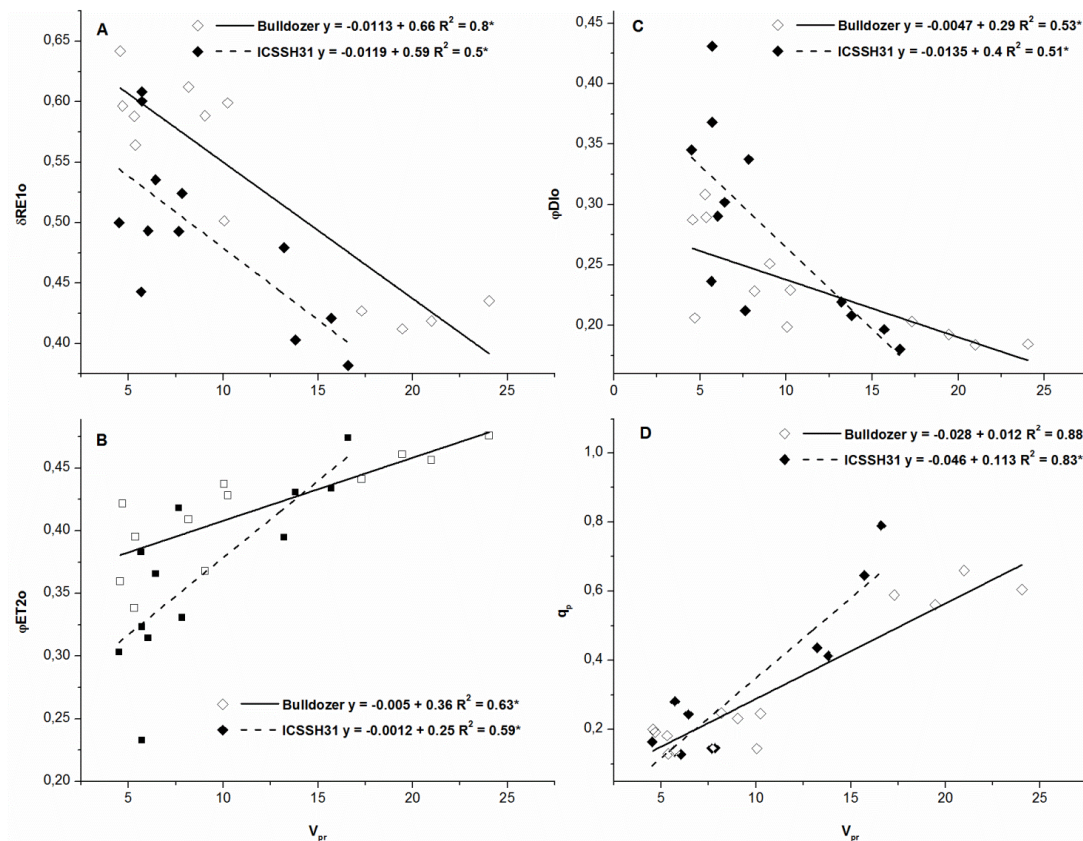 A
Bulldozer y = -0.0113 + 0.66 R² = 0.8*
ICSSH31 y = -0.0119 + 0.59 R² = 0.5*
0,65
0,60
0,55
0,50
0,45
0,40
δRE1o
5 10 15 20 25
C
Bulldozer y = -0.0047 + 0.29 R² = 0.53*
ICSSH31 y = -0.0135 + 0.4 R² = 0.51*
0,45
0,40
0,35
0,30
0,25
0,20
φDIo
0 5 10 15 20 25
B
0,45
0,40
0,35
0,30
0,25
0,20
φET2o
Bulldozer y = -0.005 + 0.36 R² = 0.63*
ICSSH31 y = -0.0012 + 0.25 R² = 0.59*
5 10 15 20 25
Vpr
D
Bulldozer y = -0.028 + 0.012 R² = 0.88
ICSSH31 y = -0.046 + 0.113 R² = 0.83*
1,0
0,8
0,6
0,4
0,2
qp
5 10 15 20 25
Vpr